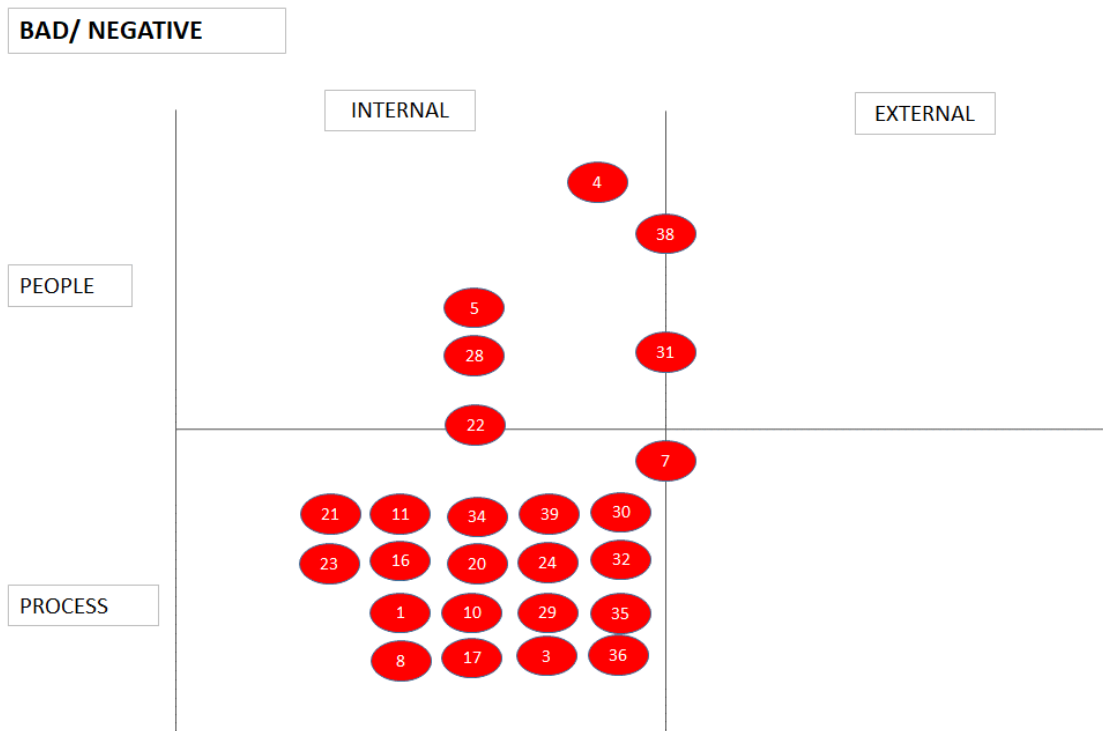 BAD/ NEGATIVE
INTERNAL
EXTERNAL
4
38
PEOPLE
5
31
28
22
7
21 11 34 39 30
23 16 20 24 32
PROCESS
1 10 29 35
8 17 3 36